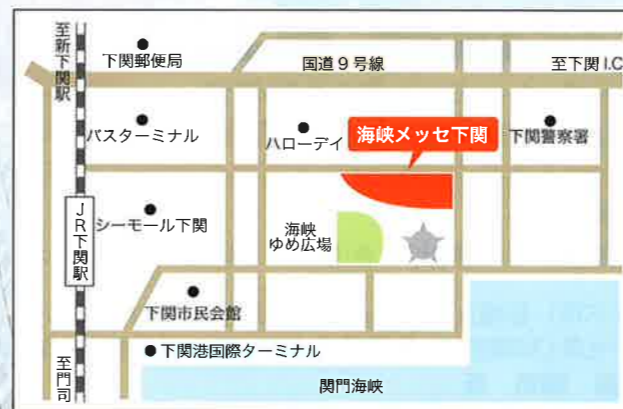 至新下関駅
下関郵便局
国道9号線
至下関I.C
バスターミナル
ハローデイ
海峡メッセ下関
下関警察署
JR下関駅
シーモール下関
海峡
ゆめ広場
下関市民会館
下関港国際ターミナル
至門司
関門海峡